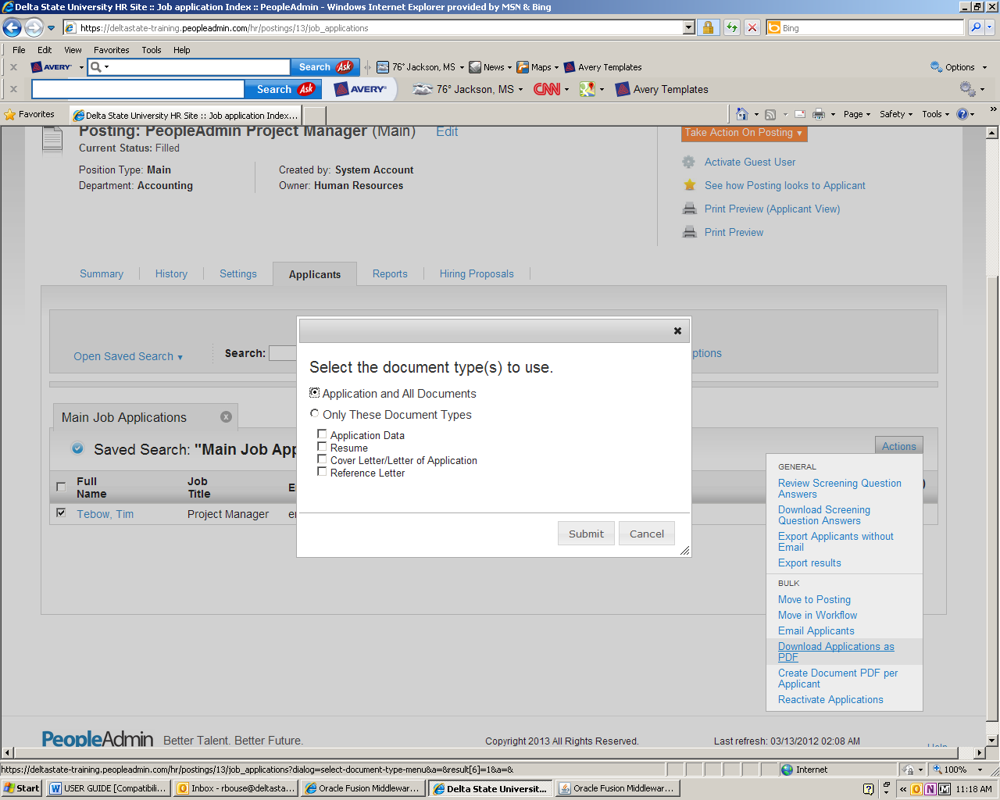 Delta State University HR Site :: Job application Index :: PeopleAdmin - Windows Internet Explorer provided by MSN & Bing
https://deltastate-training.peopleadmin.com/hr/postings/13/job_applications
Bing
File Edit View Favorites Tools Help
x AVERY Search Ask 76° Jackson, MS News Maps Avery Templates Options
x Search Ask AVERY 76° Jackson, MS CNN Avery Templates
Favorites Delta State University HR Site :: Job application Index... Page Safety Tools
Posting: PeopleAdmin Project Manager (Main) Edit
Current Status: Filled
Position Type: Main
Department: Accounting
Created by: System Account
Owner: Human Resources
Take Action On Posting
Activate Guest User
See how Posting looks to Applicant
Print Preview (Applicant View)
Print Preview
Summary History Settings Applicants Reports Hiring Proposals
Open Saved Search Search: ptions
Select the document type(s) to use.
Application and All Documents
Only These Document Types
Application Data
Resume
Cover Letter/Letter of Application
Reference Letter
Submit Cancel
Main Job Applications
Saved Search: "Main Job Ap
Actions
Full Name
Job Title
Tebow, Tim Project Manager
GENERAL
Review Screening Question
Answers
Download Screening
Question Answers
Export Applicants without
Email
Export results
BULK
Move to Posting
Move in Workflow
Email Applicants
Download Applications as
PDF
Create Document PDF per
Applicant
Reactivate Applications
PeopleAdmin Better Talent. Better Future. Copyright 2013 All Rights Reserved. Last refresh: 03/13/2012 02:08 AM Help
https://deltastate-training.peopleadmin.com/hr/postings/13/job_applications?dialog=select-document-type-menu&a=&result[6]=1&a=& Internet 100%
Start USER GUIDE [Compatibil... Inbox - rbouse@deltasta... Oracle Fusion Middlewar... Delta State Universit... Oracle Fusion Middlewar... 11:18 AM